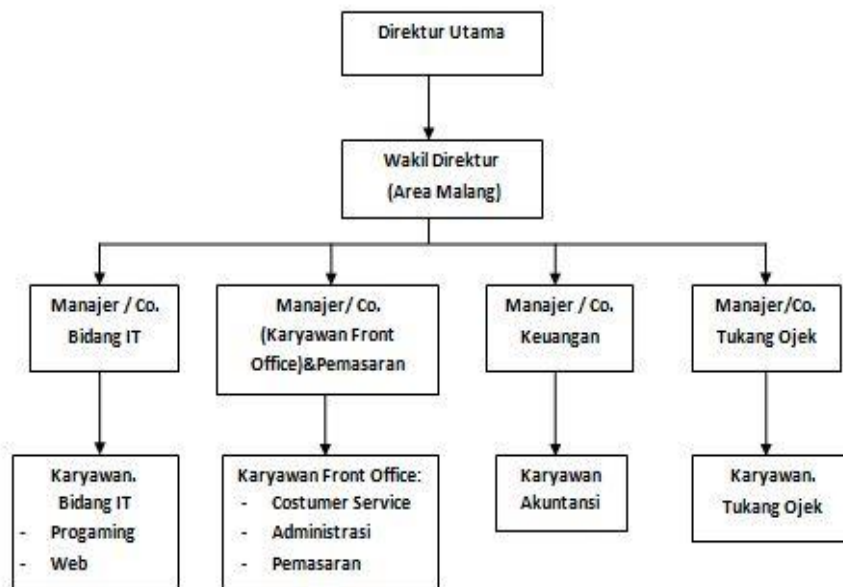 Direktur Utama
Wakil Direktur
(Area Malang)
Manajer / Co.
Bidang IT
Manajer/ Co.
(Karyawan Front
Office)&Pemasaran
Manajer / Co.
Keuangan
Manajer/Co.
Tukang Ojek
Karyawan.
Bidang IT
- Progaming
- Web
Karyawan Front Office:
- Costumer Service
- Administrasi
- Pemasaran
Karyawan
Akuntansi
Karyawan.
Tukang Ojek